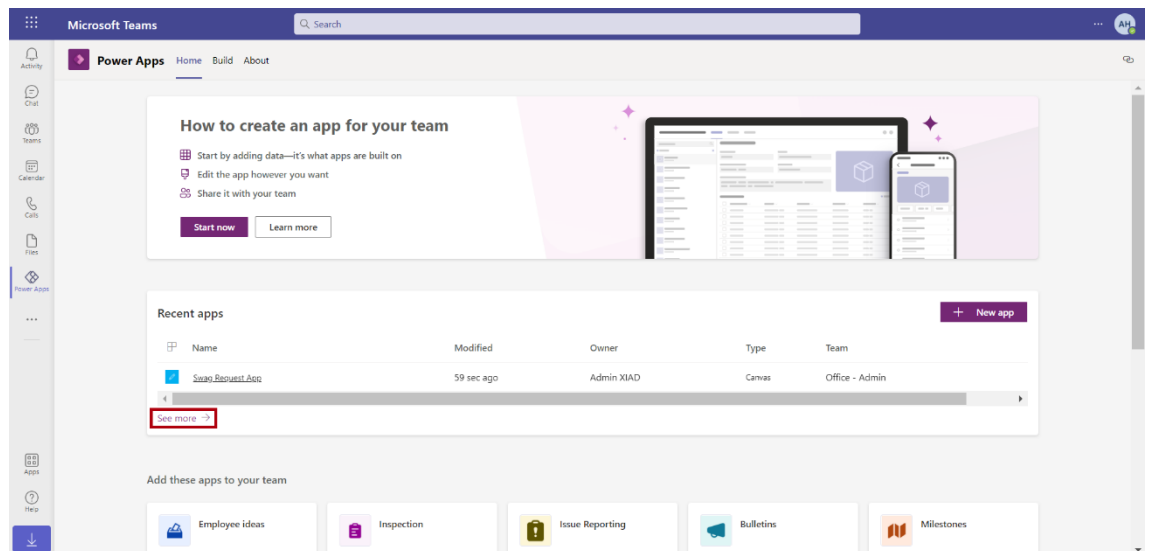 Microsoft Teams
Search
AH
Activity
Chat
Teams
Calendar
Calls
Files
Power Apps
Apps
Help
Power Apps Home Build About
How to create an app for your team
Start by adding data—it's what apps are built on
Edit the app however you want
Share it with your team
Start now Learn more
Recent apps
+ New app
Name Modified Owner Type Team
Swag Request App 59 sec ago Admin XIAD Canvas Office - Admin
See more →
Add these apps to your team
Employee ideas Inspection Issue Reporting Bulletins Milestones